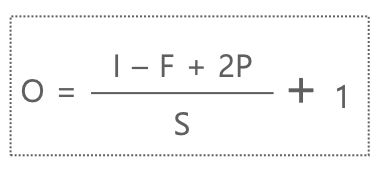 O = (I – F + 2P) / S + 1